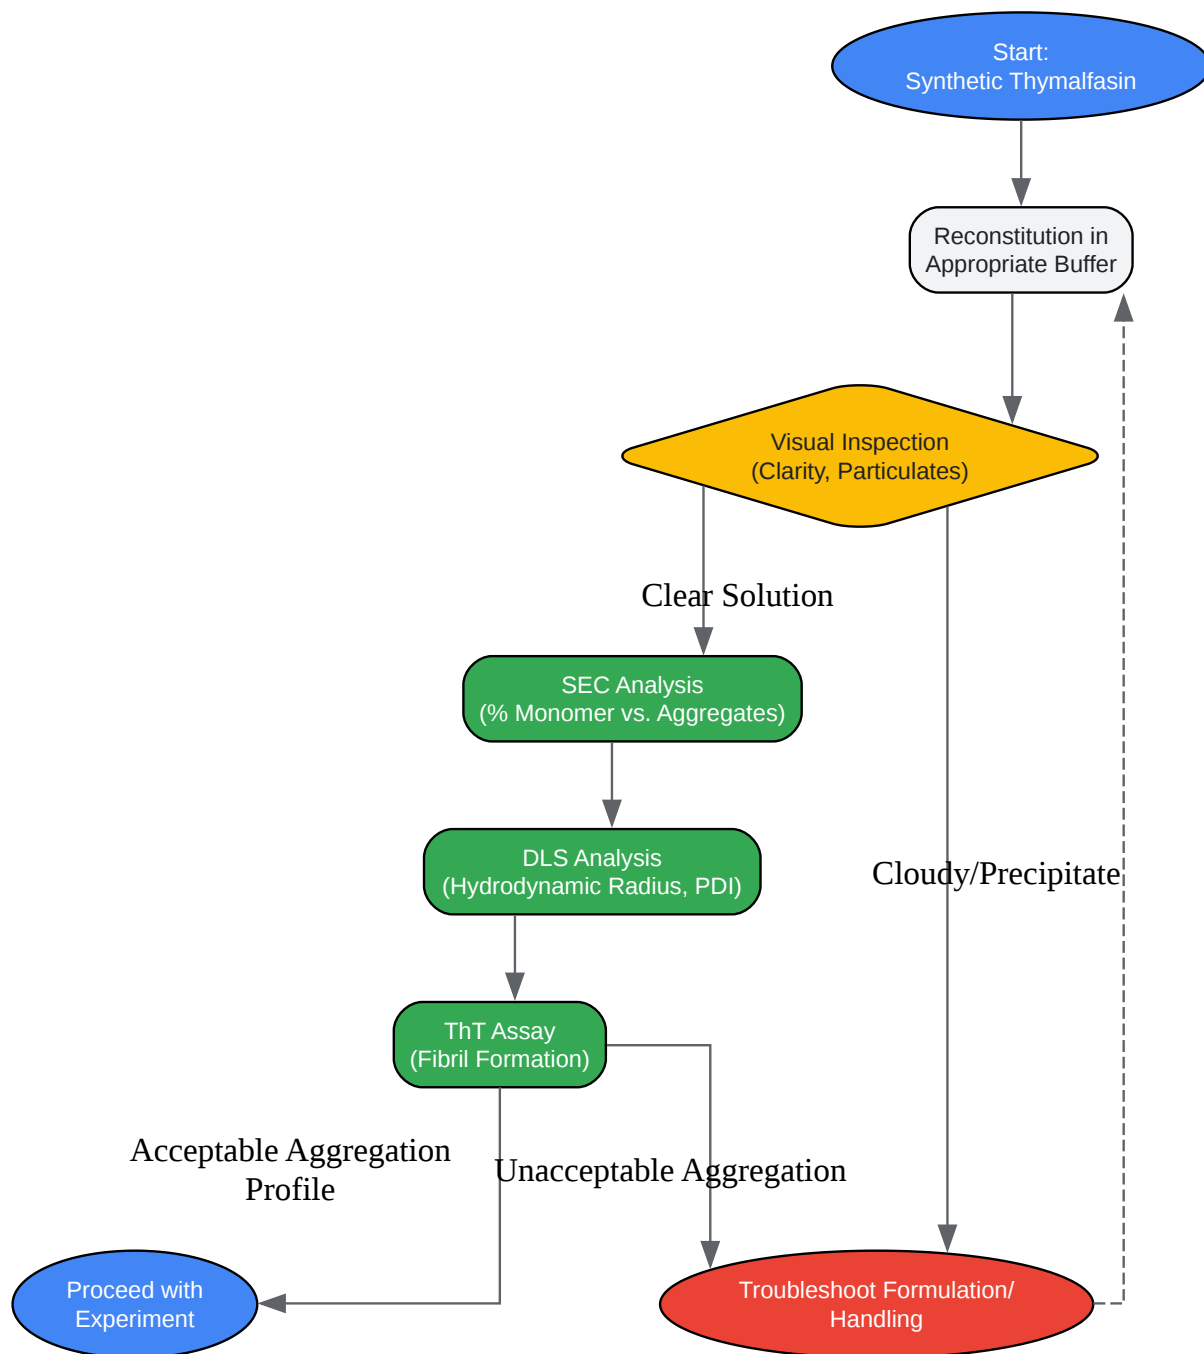 Start:
Synthetic Thymalfasin
Reconstitution in
Appropriate Buffer
Visual Inspection
(Clarity, Particulates)
Clear Solution
SEC Analysis
(% Monomer vs. Aggregates)
DLS Analysis
(Hydrodynamic Radius, PDI)
Cloudy/Precipitate
ThT Assay
(Fibril Formation)
Acceptable Aggregation
Profile
Unacceptable Aggregation
Proceed with
Experiment
Troubleshoot Formulation/
Handling